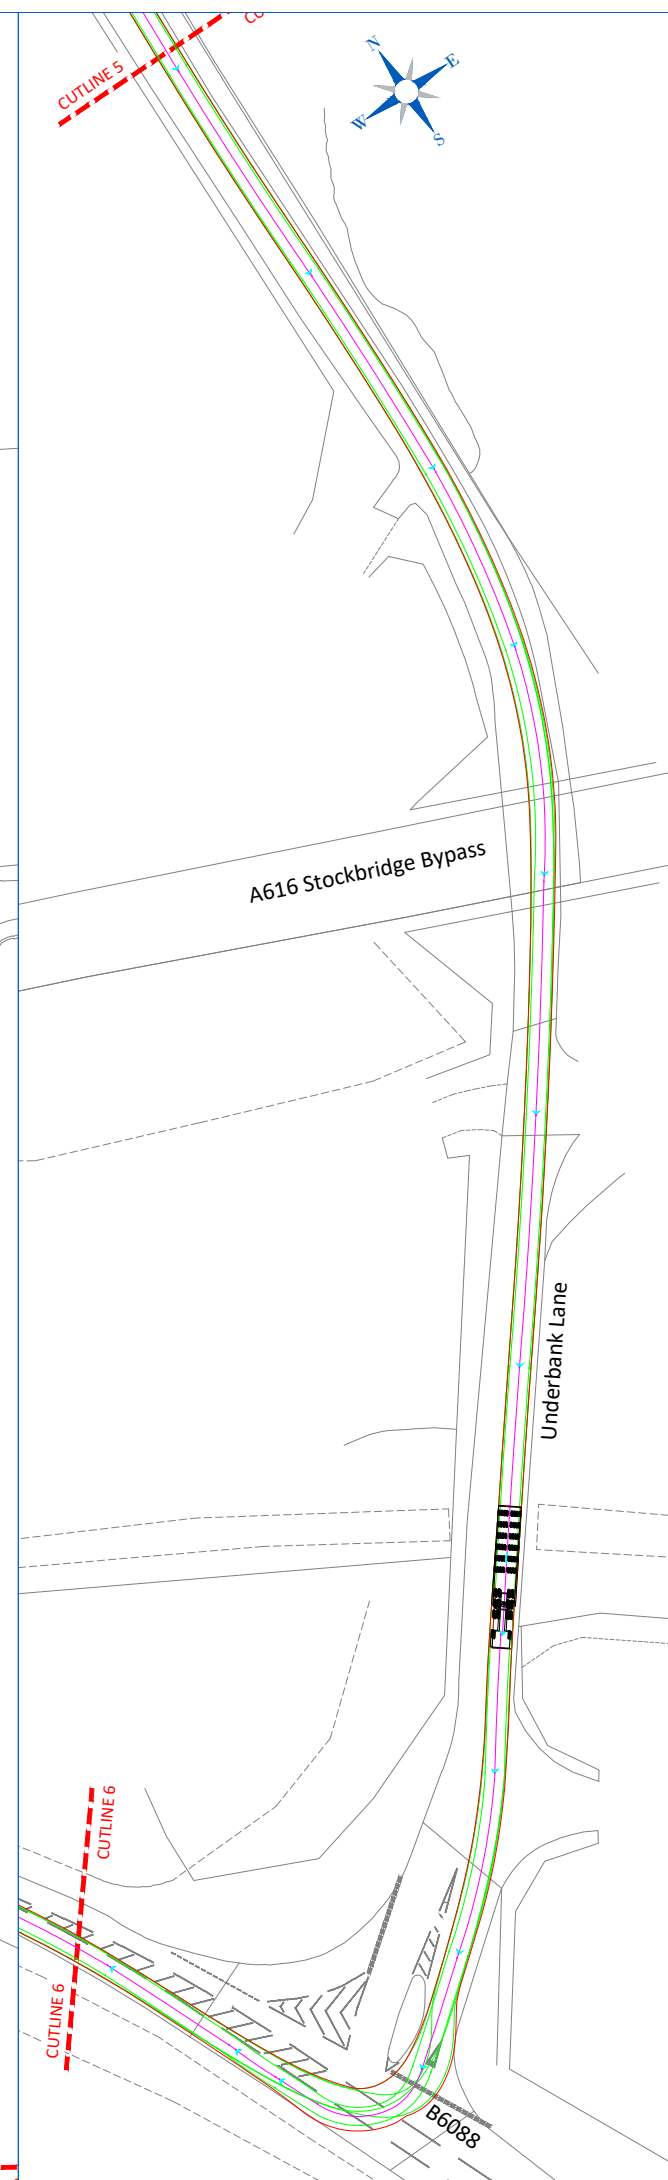 CUTLINE 5
N
E
W
S
A616 Stockbridge Bypass
Underbank Lane
CUTLINE 6
CUTLINE 6
B6088